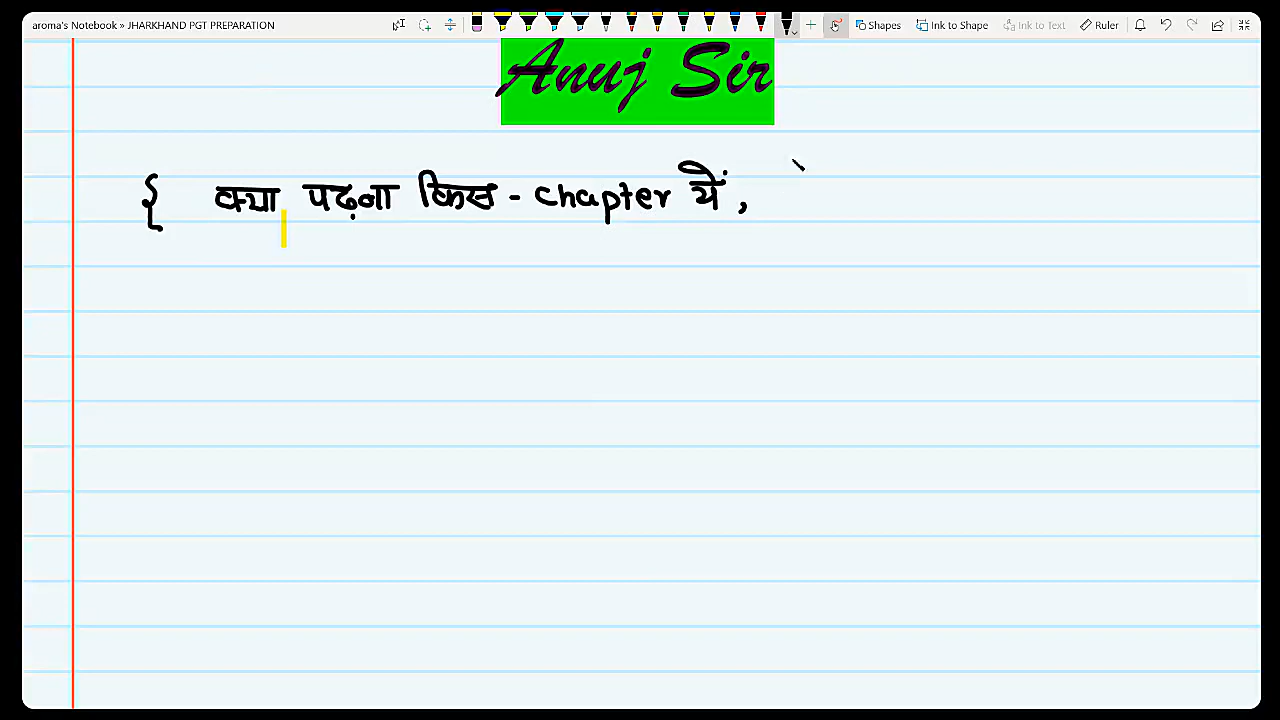 aroma's Notebook » JHARKHAND PGT PREPARATION
Shapes Ink to Shape Ink to Text Ruler
Anuj Sir
{ क्या पढ़ना किस - chapter में,